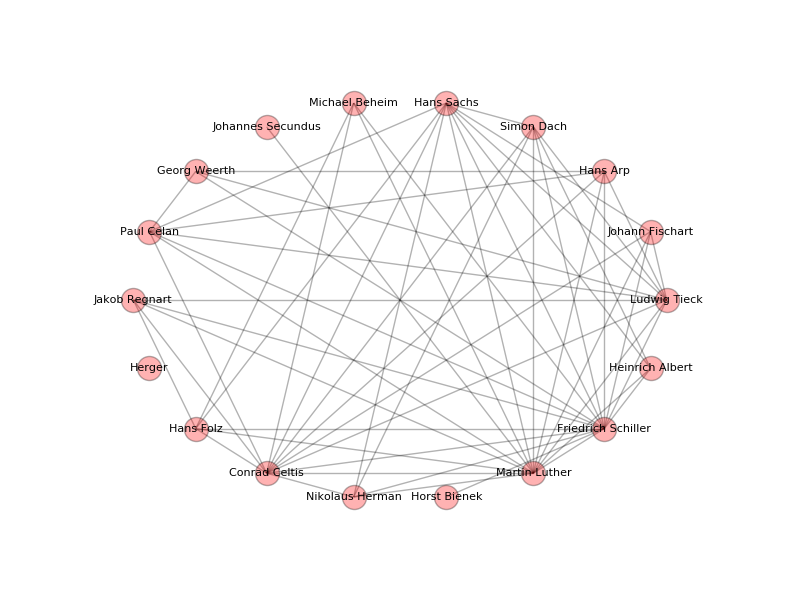 Michael Beheim
Hans Sachs
Johannes Secundus
Simon Dach
Georg Weerth
Hans Arp
Paul Celan
Johann Fischart
Jakob Regnart
Ludwig Tieck
Herger
Heinrich Albert
Hans Folz
Friedrich Schiller
Conrad Celtis
Martin Luther
Nikolaus Herman
Horst Bienek